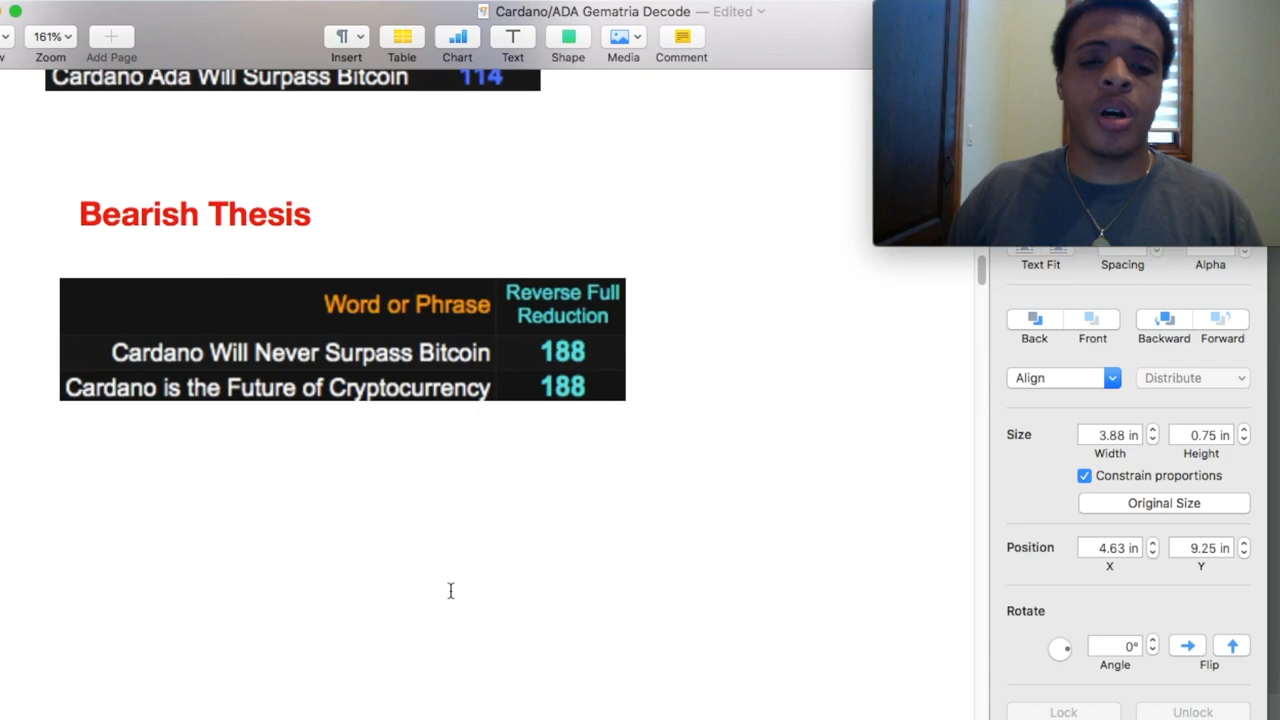 Cardano/ADA Gematria Decode — Edited
161%
Zoom
Add Page
Insert
Table
Chart
Text
Shape
Media
Comment
Cardano Ada Will Surpass Bitcoin 114
Bearish Thesis
Word or Phrase Reverse Full Reduction
Cardano Will Never Surpass Bitcoin 188
Cardano is the Future of Cryptocurrency 188
Text Fit Spacing Alpha
Back Front Backward Forward
Align Distribute
Size 3.88 in 0.75 in
Width Height
Constrain proportions
Original Size
Position 4.63 in 9.25 in
X Y
Rotate
0°
Angle Flip
Lock Unlock